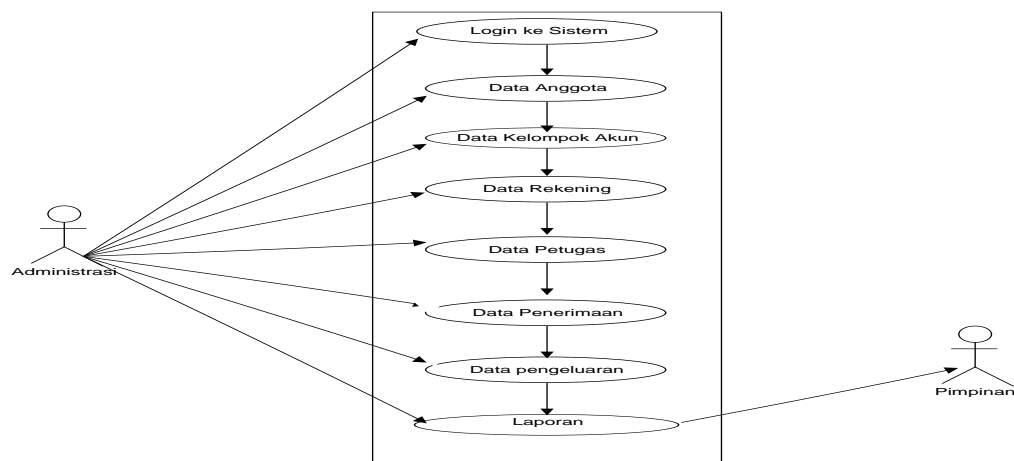 Login ke Sistem
Data Anggota
Data Kelompok Akun
Data Rekening
Data Petugas
Administrasi
Data Penerimaan
Data pengeluaran
Pimpinan
Laporan